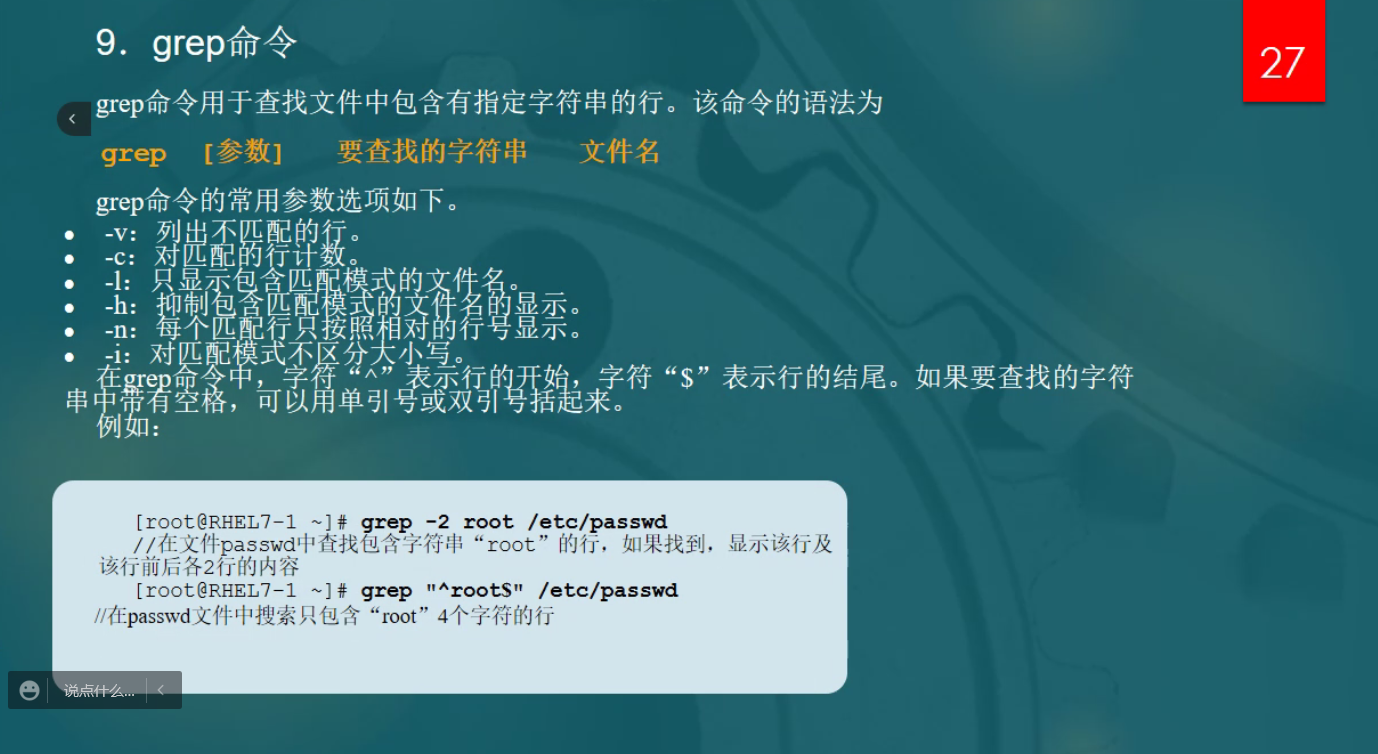 9. grep命令
27
grep命令用于查找文件中包含有指定字符串的行。该命令的语法为
grep [参数] 要查找的字符串 文件名
grep命令的常用参数选项如下。
● -v：列出不匹配的行。
● -c：对匹配的行计数。
● -l：只显示包含匹配模式的文件名。
● -h：抑制包含匹配模式的文件名的显示。
● -n：每个匹配行只按照相对的行号显示。
● -i：对匹配模式不区分大小写。
在grep命令中，字符“^”表示行的开始，字符“$”表示行的结尾。如果要查找的字符
串中带有空格，可以用单引号或双引号括起来。
例如：
[root@RHEL7-1 ~]# grep -2 root /etc/passwd
//在文件passwd中查找包含字符串“root”的行，如果找到，显示该行及
该行前后各2行的内容
[root@RHEL7-1 ~]# grep "^root$" /etc/passwd
//在passwd文件中搜索只包含“root”4个字符的行
说点什么...